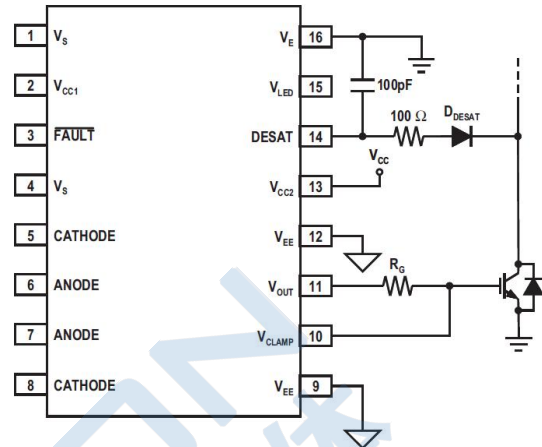 1 V_S
2 V_CC1
3 FAULT
4 V_S
5 CATHODE
6 ANODE
7 ANODE
8 CATHODE
V_E 16
V_LED 15
DESAT 14
V_CC2 13
V_EE 12
V_OUT 11
V_CLAMP 10
V_EE 9
100pF
100 Ω
D_DESAT
V_CC
R_G